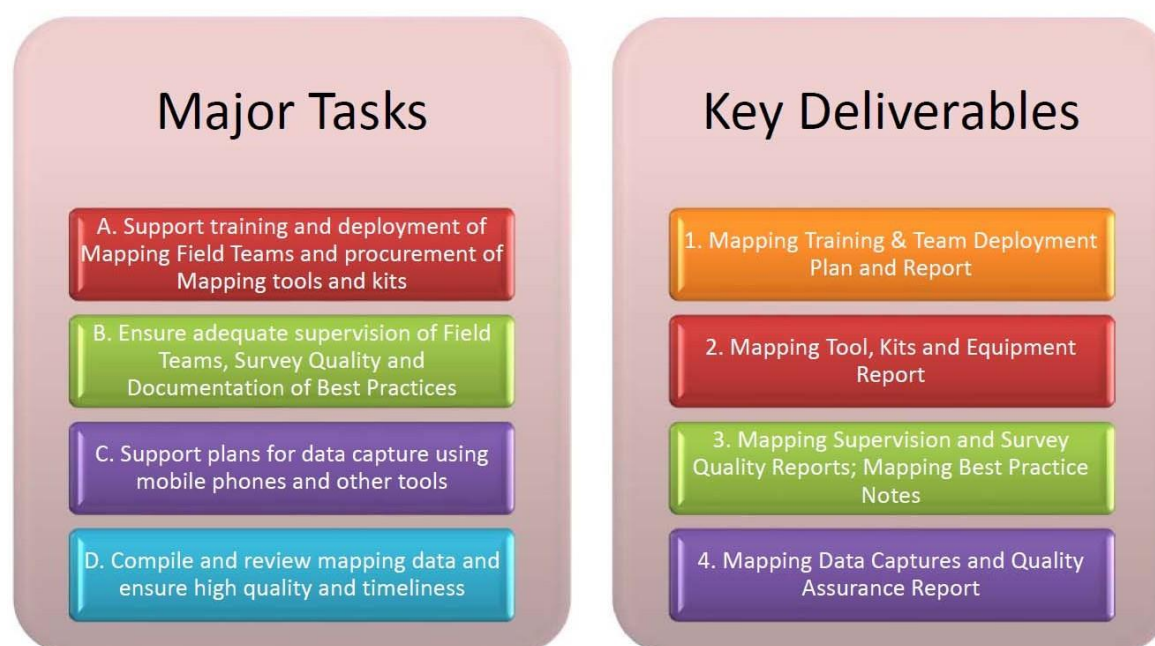 Major Tasks
A. Support training and deployment of
Mapping Field Teams and procurement of
Mapping tools and kits
B. Ensure adequate supervision of Field
Teams, Survey Quality and
Documentation of Best Practices
C. Support plans for data capture using
mobile phones and other tools
D. Compile and review mapping data and
ensure high quality and timeliness
Key Deliverables
1. Mapping Training & Team Deployment
Plan and Report
2. Mapping Tool, Kits and Equipment
Report
3. Mapping Supervision and Survey
Quality Reports; Mapping Best Practice
Notes
4. Mapping Data Captures and Quality
Assurance Report